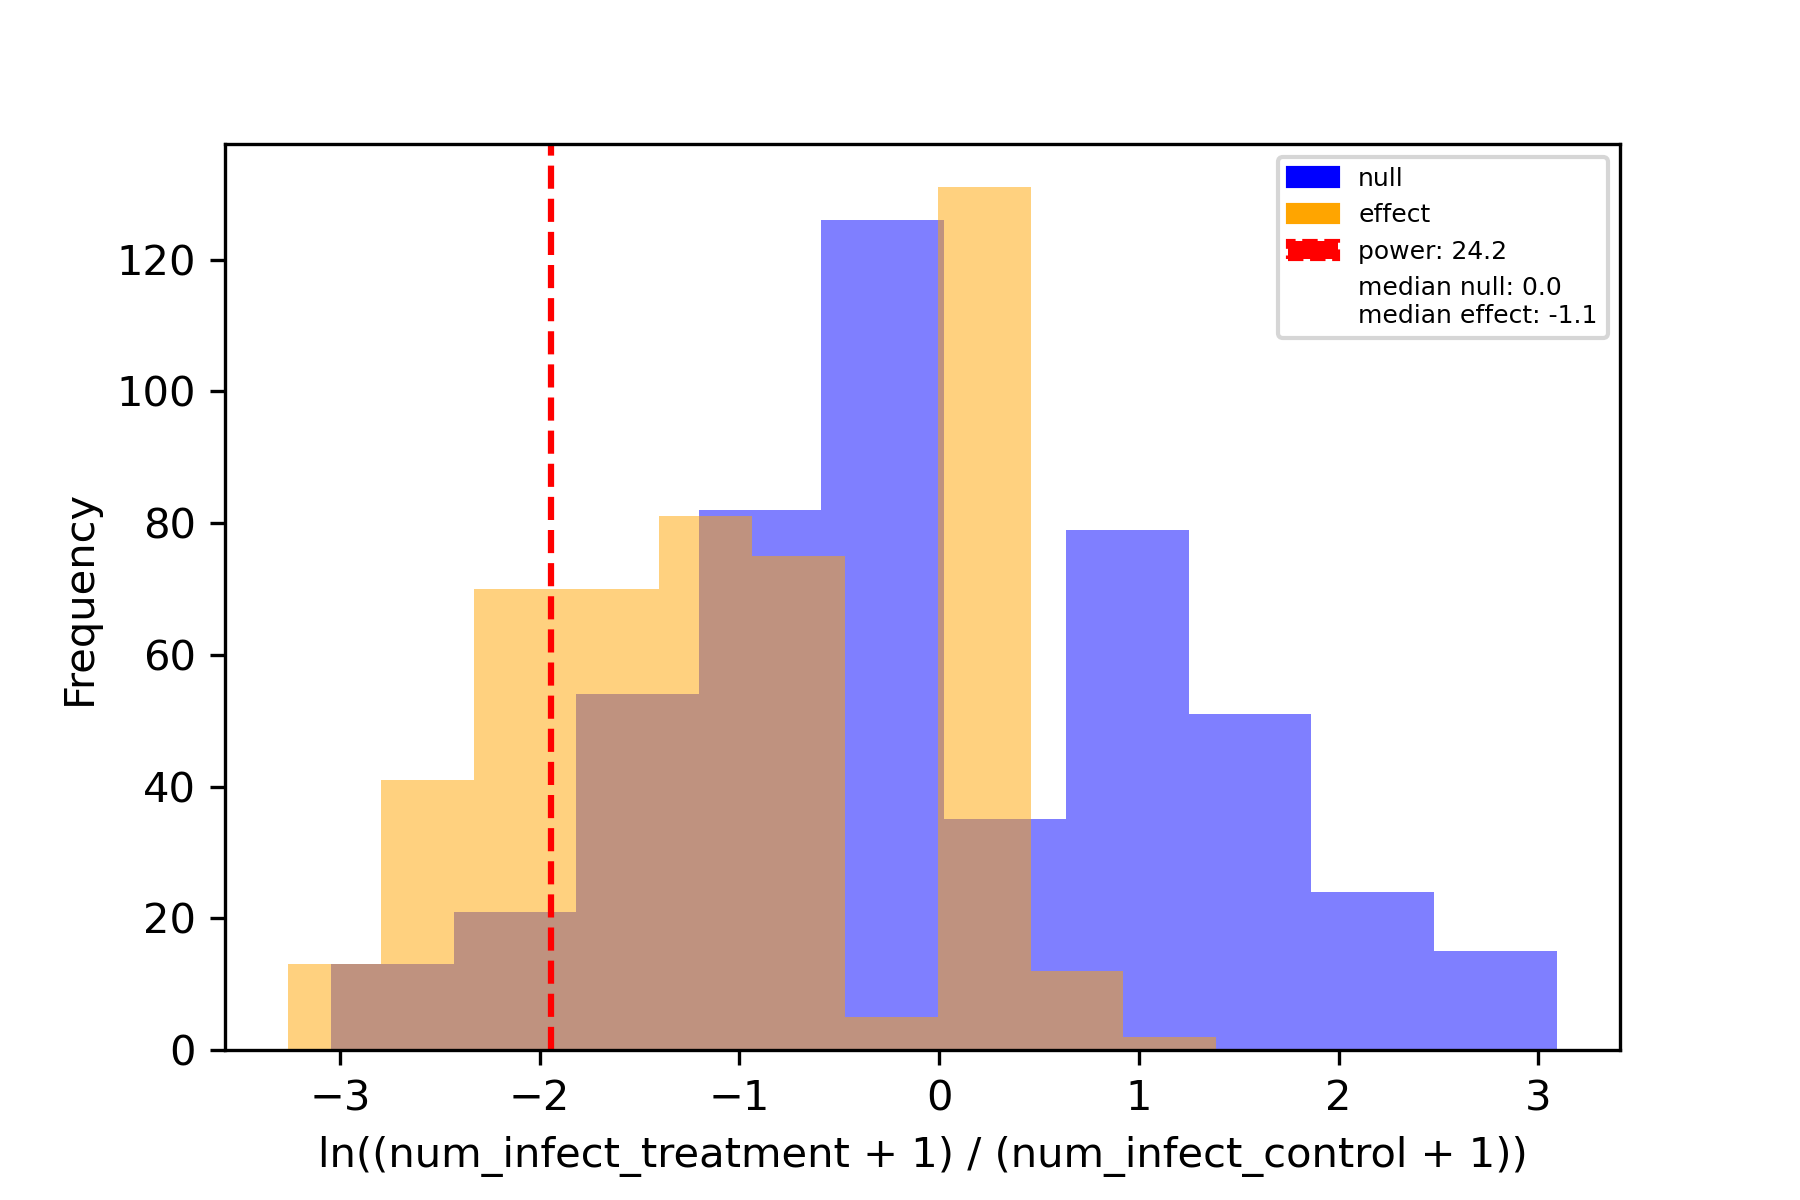 null
effect
power: 24.2
median null: 0.0
median effect: -1.1
120
100
80
60
40
20
0
Frequency
−3
−2
−1
0
1
2
3
ln((num_infect_treatment + 1) / (num_infect_control + 1))